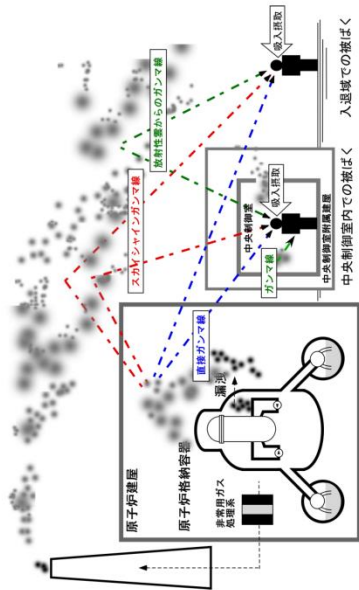 放射性雲からのガンマ線
スカイシャインガンマ線
直接ガンマ線
吸入摂取
入退域での被ばく
中央制御室
吸入摂取
ガンマ線
中央制御室附属建屋
中央制御室内での被ばく
原子炉建屋
原子炉格納容器
漏洩
非常用ガス
処理系